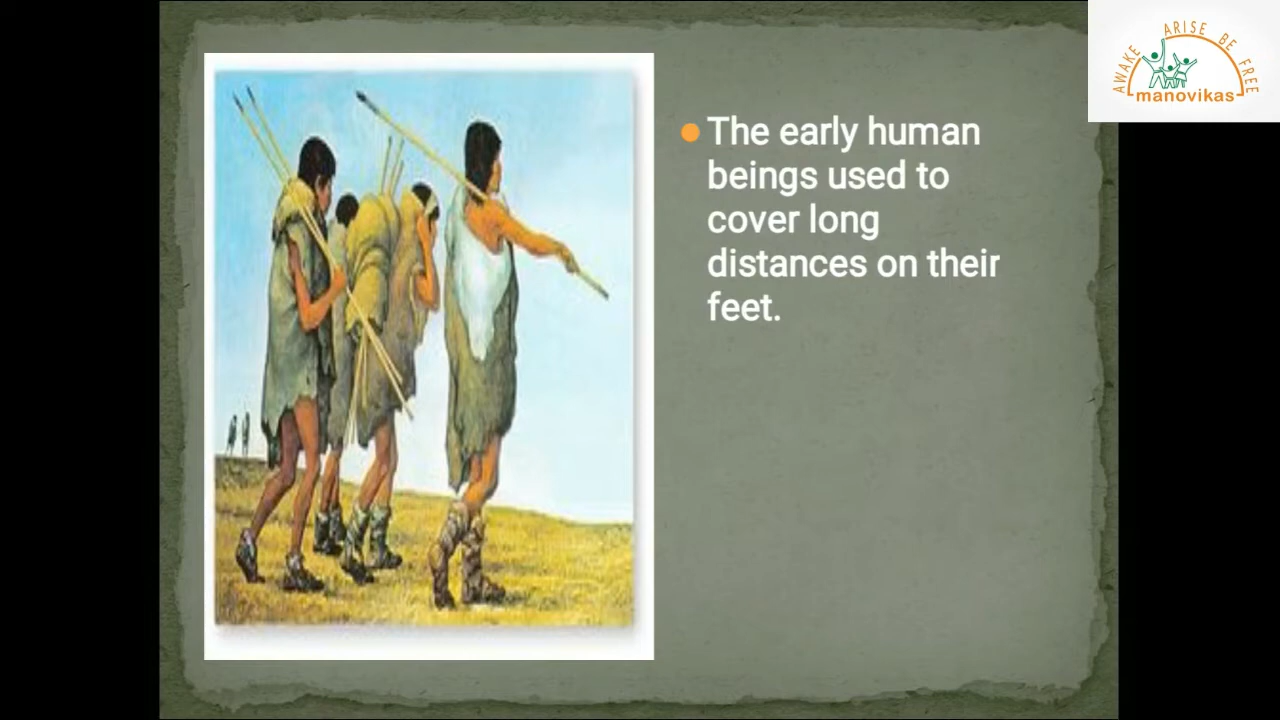 AWAKE ARISE BE FREE
manovikas
The early human
beings used to
cover long
distances on their
feet.